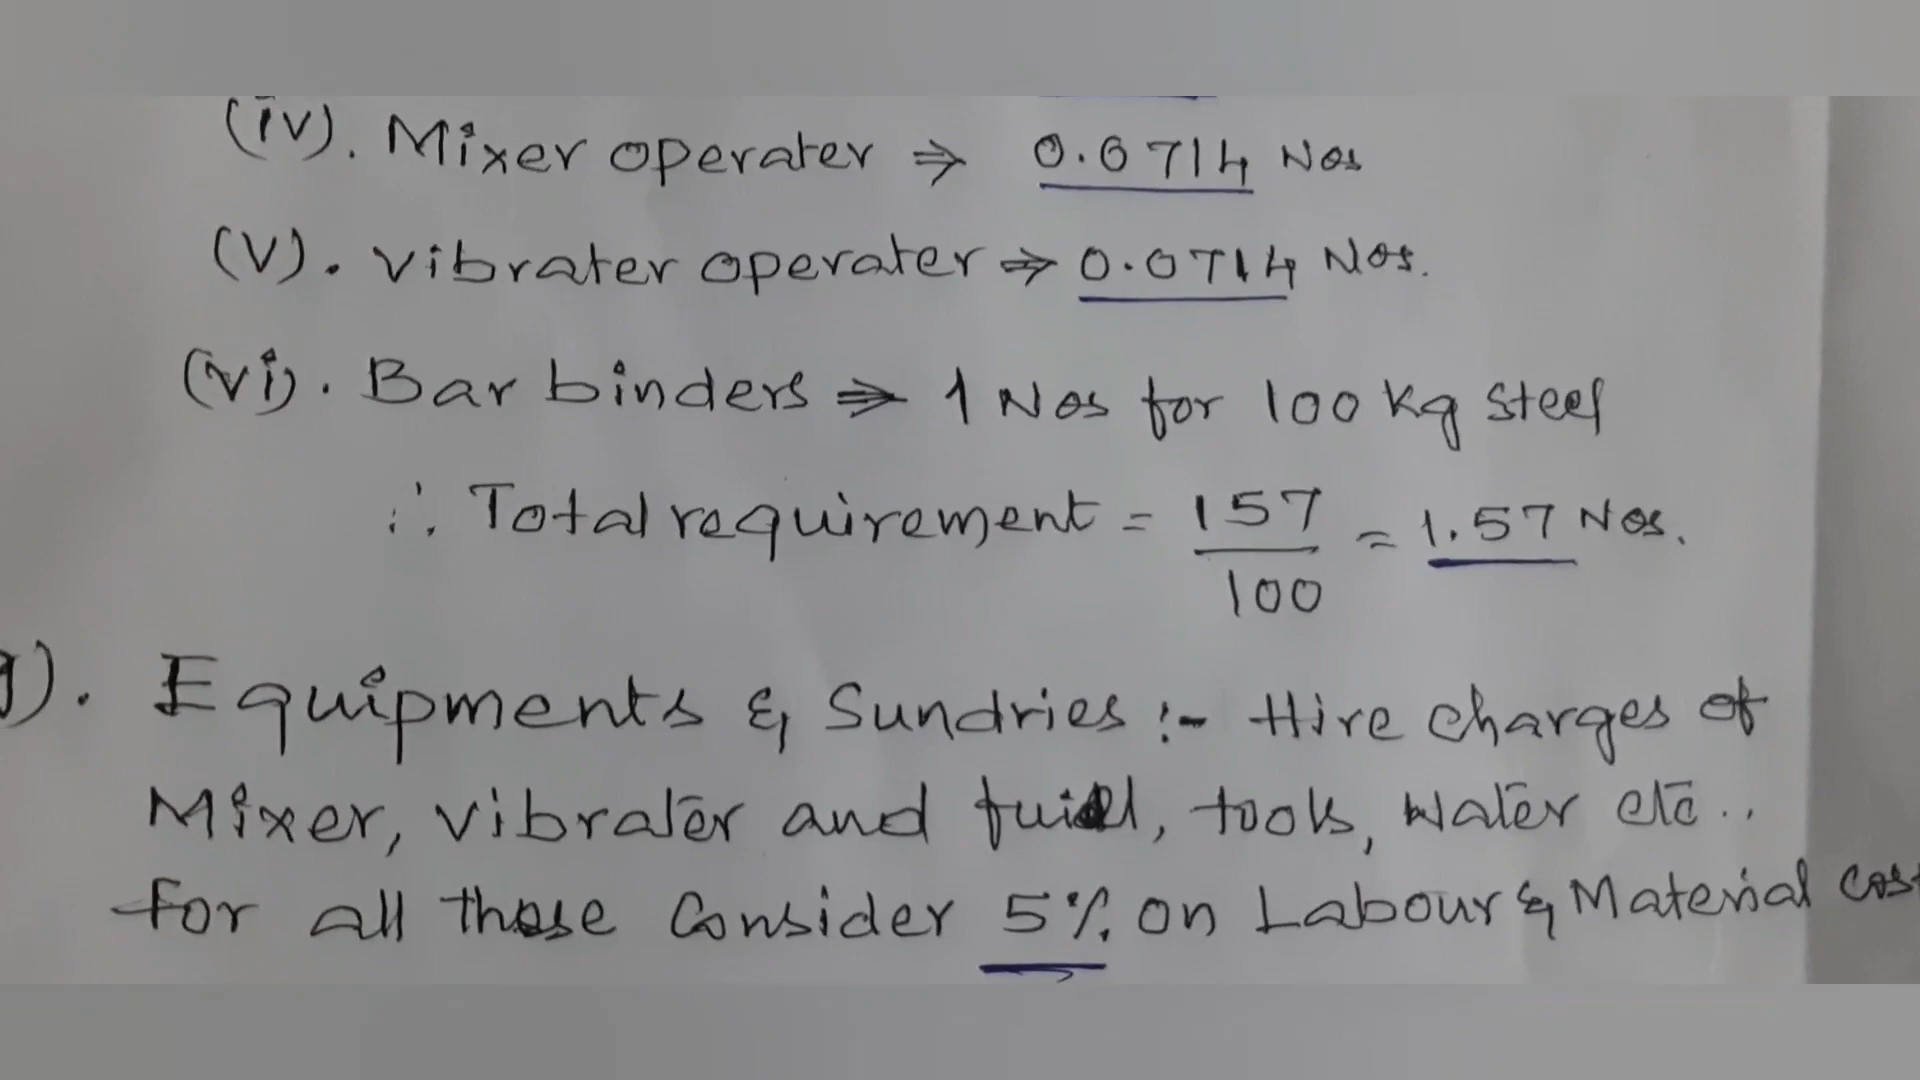 (iv). Mixer operater ⇒ 0.0714 Nos
(v). vibrater operater ⇒ 0.0714 Nos.
(vi). Bar binders ⇒ 1 Nos for 100 kg steel
∴ Total requirement = 157/100 = 1.57 Nos.
). Equipments & Sundries :- Hire charges of
Mixer, vibrater and fuel, tools, water etc..
for all these Consider 5% on Labour & Material cost